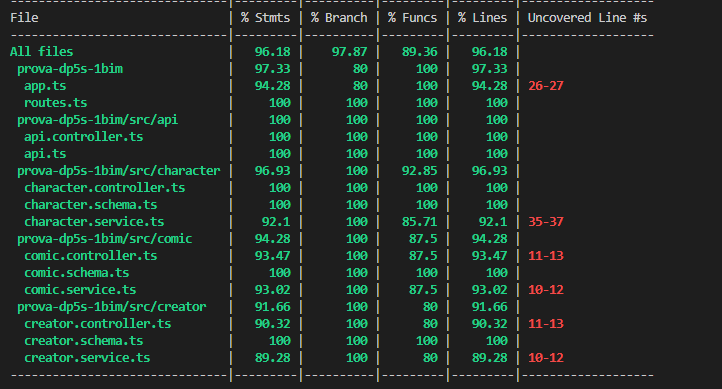 -------------------------------|---------|----------|---------|---------|-------------------
File                           | % Stmts | % Branch | % Funcs | % Lines | Uncovered Line #s
-------------------------------|---------|----------|---------|---------|-------------------
All files                      |   96.18 |    97.87 |   89.36 |   96.18 |
 prova-dp5s-1bim               |   97.33 |       80 |     100 |   97.33 |
  app.ts                       |   94.28 |       80 |     100 |   94.28 | 26-27
  routes.ts                    |     100 |      100 |     100 |     100 |
 prova-dp5s-1bim/src/api       |     100 |      100 |     100 |     100 |
  api.controller.ts            |     100 |      100 |     100 |     100 |
  api.ts                       |     100 |      100 |     100 |     100 |
 prova-dp5s-1bim/src/character |   96.93 |      100 |   92.85 |   96.93 |
  character.controller.ts      |     100 |      100 |     100 |     100 |
  character.schema.ts          |     100 |      100 |     100 |     100 |
  character.service.ts         |    92.1 |      100 |   85.71 |    92.1 | 35-37
 prova-dp5s-1bim/src/comic     |   94.28 |      100 |    87.5 |   94.28 |
  comic.controller.ts          |   93.47 |      100 |    87.5 |   93.47 | 11-13
  comic.schema.ts              |     100 |      100 |     100 |     100 |
  comic.service.ts             |   93.02 |      100 |    87.5 |   93.02 | 10-12
 prova-dp5s-1bim/src/creator   |   91.66 |      100 |      80 |   91.66 |
  creator.controller.ts        |   90.32 |      100 |      80 |   90.32 | 11-13
  creator.schema.ts            |     100 |      100 |     100 |     100 |
  creator.service.ts           |   89.28 |      100 |      80 |   89.28 | 10-12
-------------------------------|---------|----------|---------|---------|-------------------